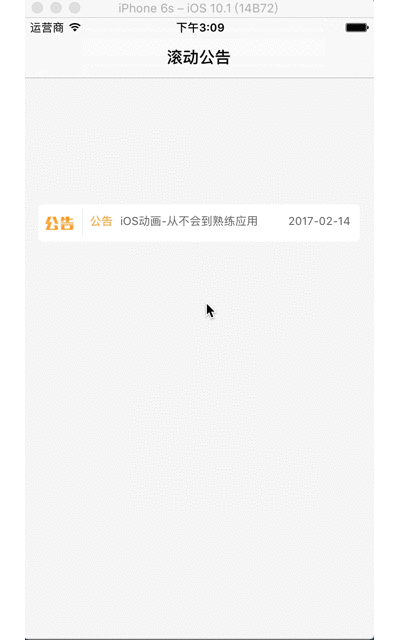 iPhone 6s – iOS 10.1 (14B72)
运营商 下午3:09
滚动公告
公告 公告 iOS动画-从不会到熟练应用 2017-02-14